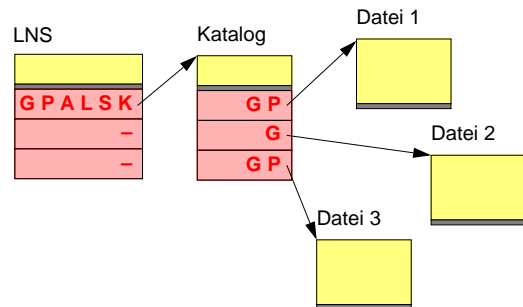 LNS
Katalog
Datei 1
G P A L S K
G P
–
G
Datei 2
–
G P
Datei 3